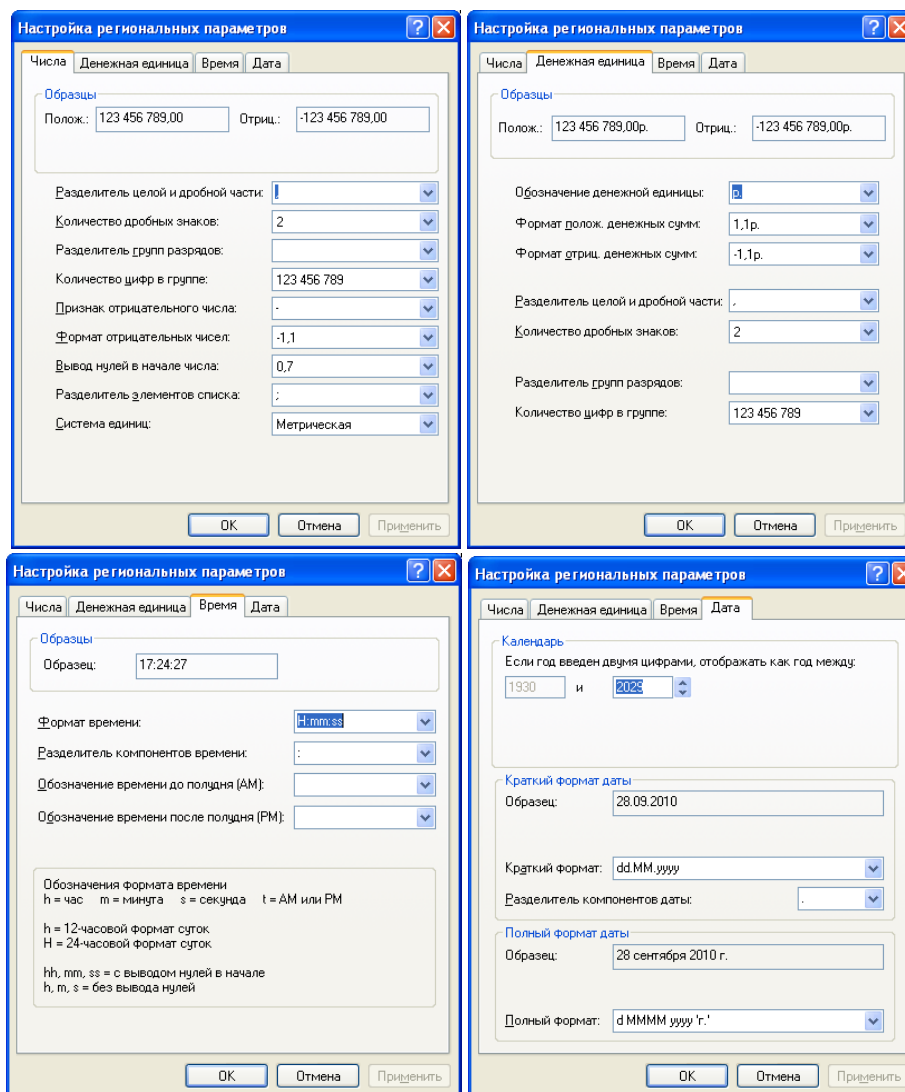 Настройка региональных параметров
Числа Денежная единица Время Дата
Образцы
Полож.: 123 456 789,00 Отриц.: -123 456 789,00
Разделитель целой и дробной части: ,
Количество дробных знаков: 2
Разделитель групп разрядов:
Количество цифр в группе: 123 456 789
Признак отрицательного числа: -
Формат отрицательных чисел: -1,1
Вывод нулей в начале числа: 0,7
Разделитель элементов списка: ;
Система единиц: Метрическая
OK Отмена Применить
Настройка региональных параметров
Числа Денежная единица Время Дата
Образцы
Полож.: 123 456 789,00р. Отриц.: -123 456 789,00р.
Обозначение денежной единицы: р.
Формат полож. денежных сумм: 1,1р.
Формат отриц. денежных сумм: -1,1р.
Разделитель целой и дробной части: ,
Количество дробных знаков: 2
Разделитель групп разрядов:
Количество цифр в группе: 123 456 789
OK Отмена Применить
Настройка региональных параметров
Числа Денежная единица Время Дата
Образцы
Образец: 17:24:27
Формат времени: H:mm:ss
Разделитель компонентов времени: :
Обозначение времени до полудня (AM):
Обозначение времени после полудня (PM):
Обозначения формата времени
h = час m = минута s = секунда t = AM или PM
h = 12-часовой формат суток
H = 24-часовой формат суток
hh, mm, ss = с выводом нулей в начале
h, m, s = без вывода нулей
OK Отмена Применить
Настройка региональных параметров
Числа Денежная единица Время Дата
Календарь
Если год введен двумя цифрами, отображать как год между:
1930 и 2029
Краткий формат даты
Образец: 28.09.2010
Краткий формат: dd.MM.yyyy
Разделитель компонентов даты: .
Полный формат даты
Образец: 28 сентября 2010 г.
Полный формат: d MMMM yyyy 'г.'
OK Отмена Применить